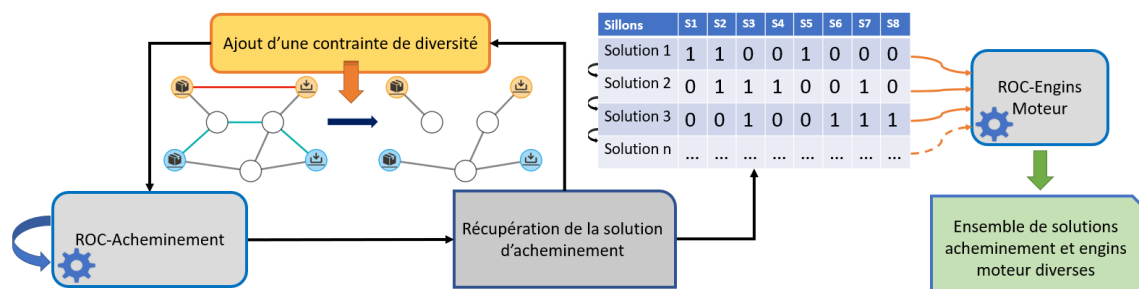 Ajout d'une contrainte de diversité
ROC-Acheminement
Récupération de la solution
d'acheminement
Sillons S1 S2 S3 S4 S5 S6 S7 S8
Solution 1 1 1 0 0 1 0 0 0
Solution 2 0 1 1 1 0 0 1 0
Solution 3 0 0 1 0 0 1 1 1
Solution n ... ... ... ... ... ... ... ...
ROC-Engins
Moteur
Ensemble de solutions
acheminement et engins
moteur diverses